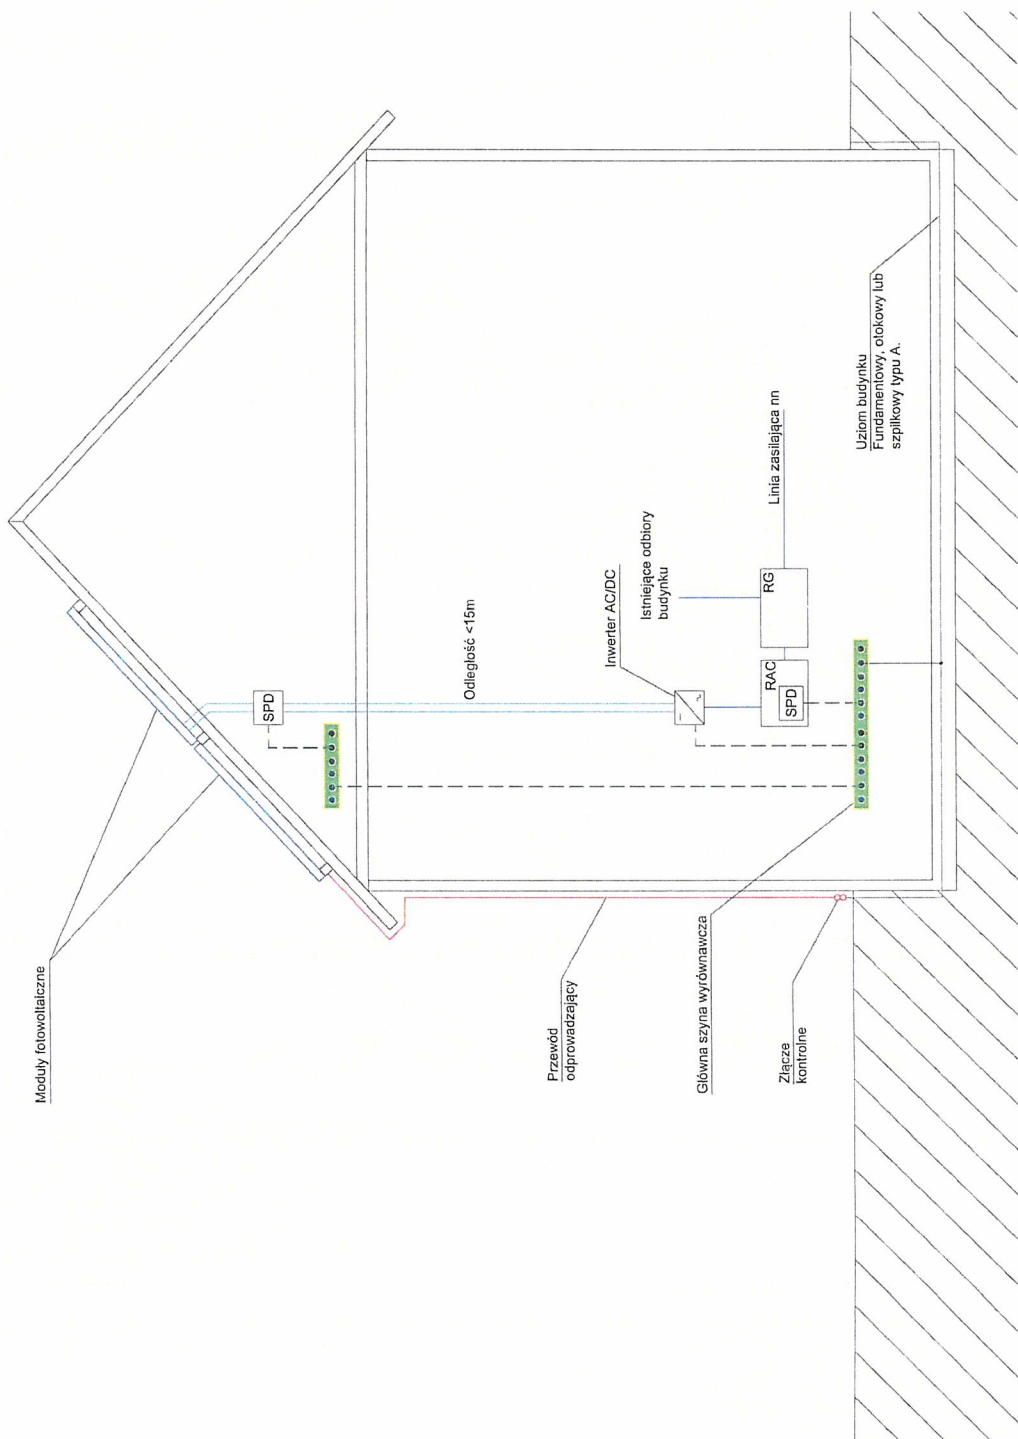 Moduły fotowoltaiczne
SPD
Odległość <15m
Inwerter AC/DC
Istniejące odbiory
budynku
RG
Linia zasilająca nn
RAC
SPD
Przewód
odprowadzający
Główna szyna wyrównawcza
Złącze
kontrolne
Uziom budynku
Fundamentowy, otokowy lub
szpilkowy typu A.